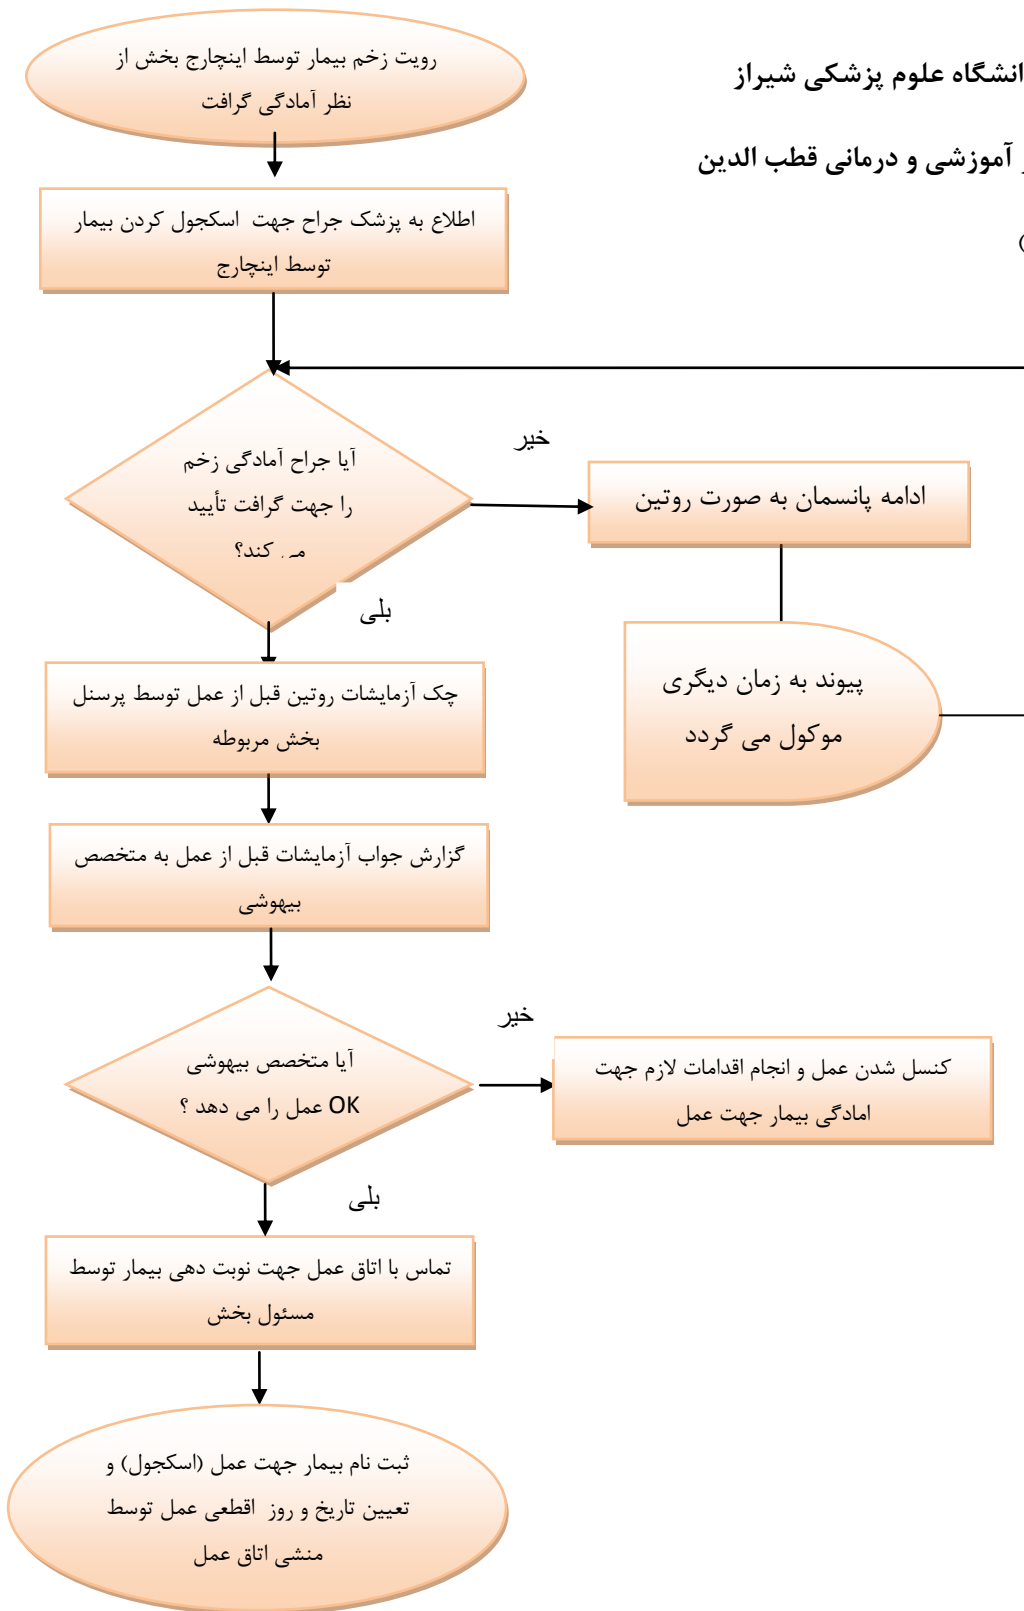 رویت زخم بیمار توسط اینچارج بخش از
نظر آمادگی گرافت
انشگاه علوم پزشکی شیراز
آموزشی و درمانی قطب الدین
(
اطلاع به پزشک جراح جهت اسکجول کردن بیمار
توسط اینچارج
آیا جراح آمادگی زخم
را جهت گرافت تأیید
می کند؟
خیر
ادامه پانسمان به صورت روتین
پیوند به زمان دیگری
موکول می گردد
بلی
چک آزمایشات روتین قبل از عمل توسط پرسنل
بخش مربوطه
گزارش جواب آزمایشات قبل از عمل به متخصص
بیهوشی
آیا متخصص بیهوشی
OK عمل را می دهد ؟
خیر
کنسل شدن عمل و انجام اقدامات لازم جهت
امادگی بیمار جهت عمل
بلی
تماس با اتاق عمل جهت نوبت دهی بیمار توسط
مسئول بخش
ثبت نام بیمار جهت عمل (اسکجول) و
تعیین تاریخ و روز اقطعی عمل توسط
منشی اتاق عمل